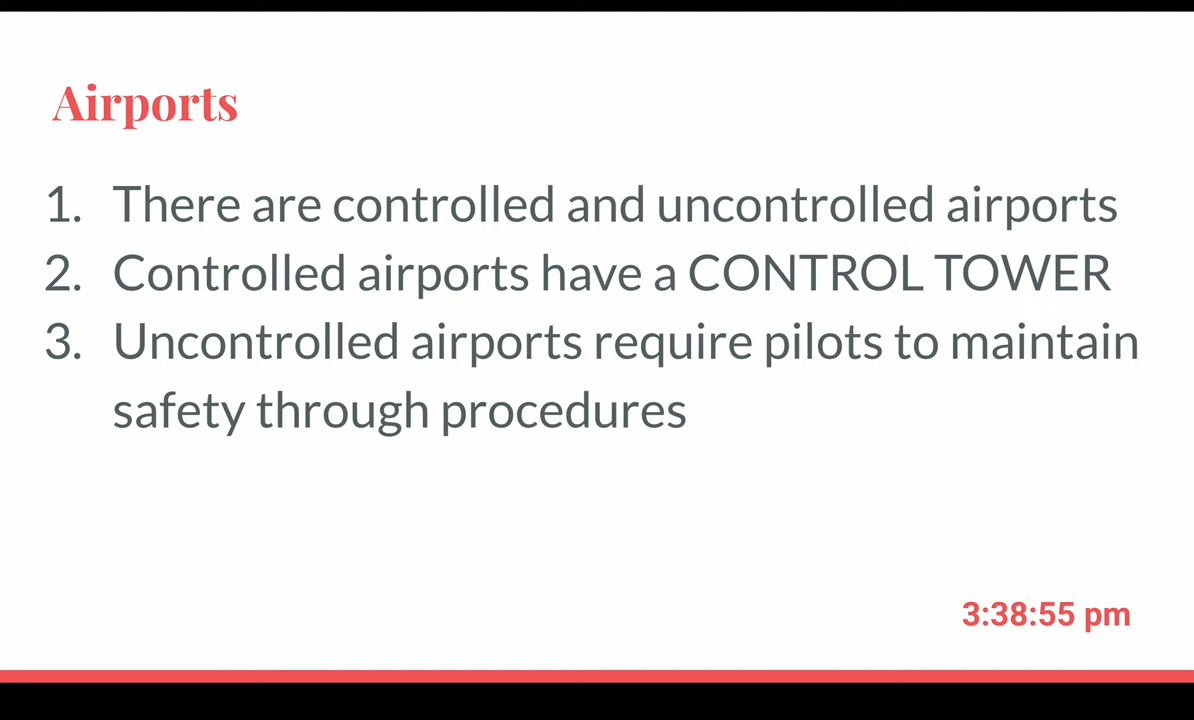 Airports
1. There are controlled and uncontrolled airports
2. Controlled airports have a CONTROL TOWER
3. Uncontrolled airports require pilots to maintain
safety through procedures
3:38:55 pm